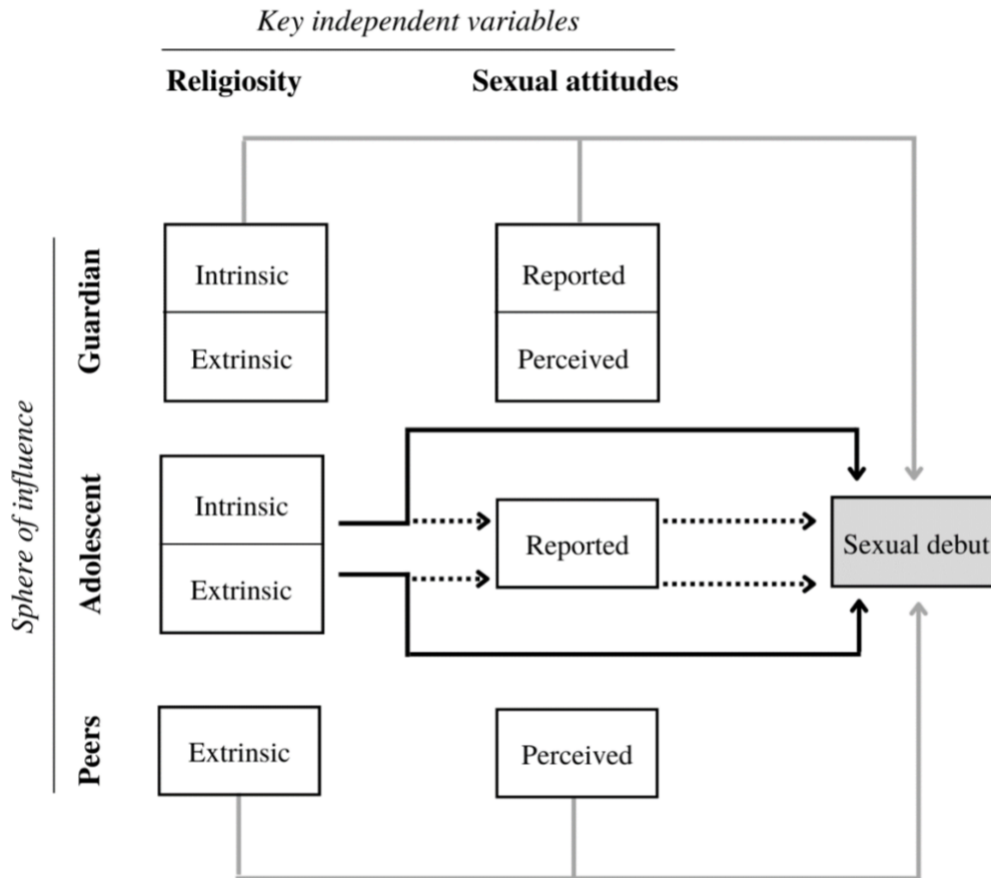 Key independent variables
Religiosity Sexual attitudes
Sphere of influence
Guardian
Intrinsic Reported
Extrinsic Perceived
Adolescent
Intrinsic
Reported Sexual debut
Extrinsic
Peers
Extrinsic Perceived